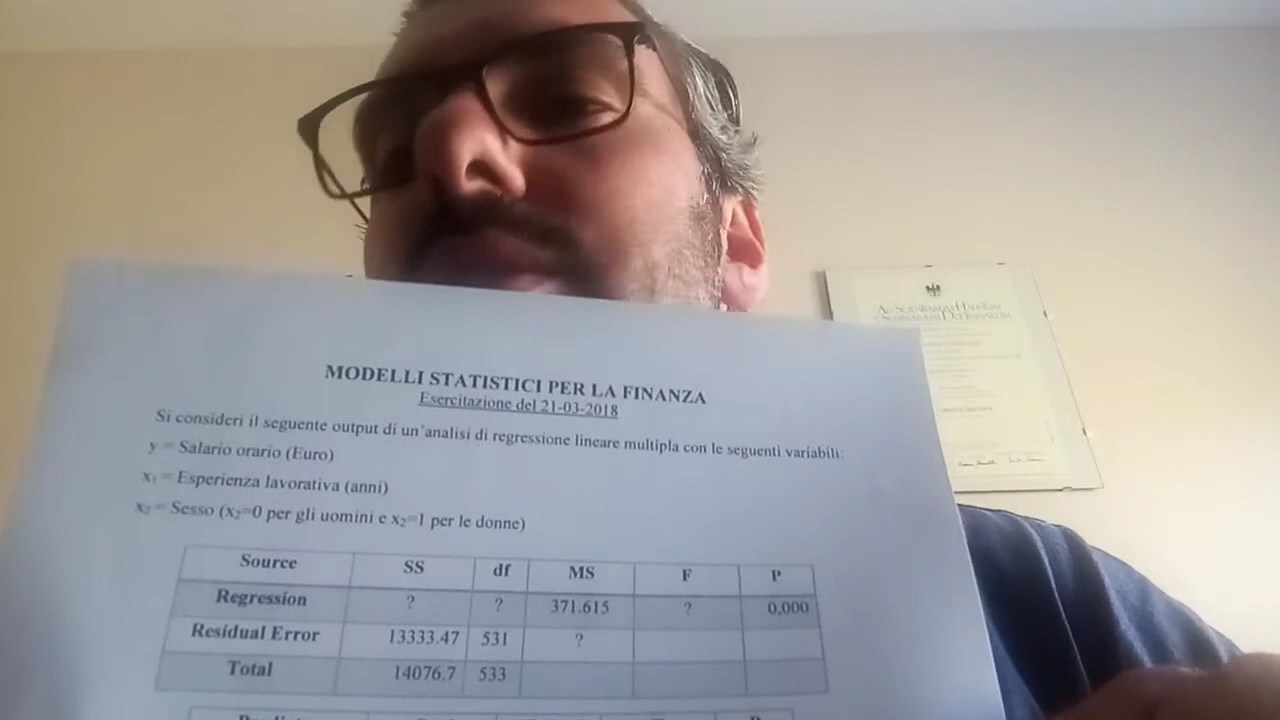 MODELLI STATISTICI PER LA FINANZA
Esercitazione del 21-03-2018
Si consideri il seguente output di un'analisi di regressione lineare multipla con le seguenti variabili:
y = Salario orario (Euro)
x₁ = Esperienza lavorativa (anni)
x₂ = Sesso (x₂=0 per gli uomini e x₂=1 per le donne)
Source SS df MS F P
Regression ? ? 371.615 ? 0,000
Residual Error 13333.47 531 ?
Total 14076.7 533